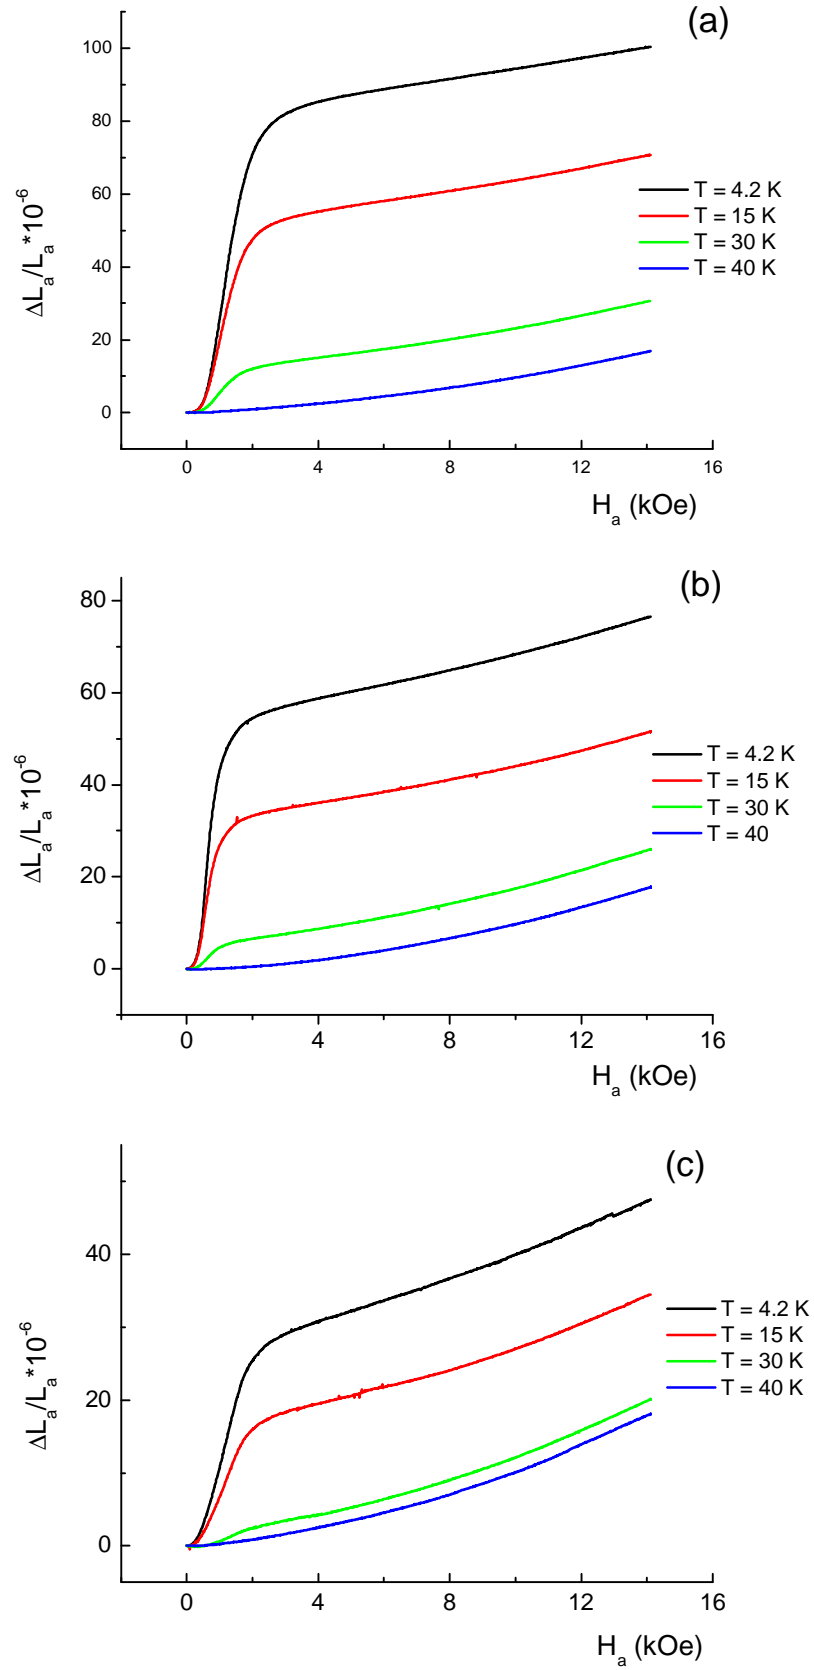 (a)
100
80
60
40
20
0
ΔL_a/L_a*10^-6
T = 4.2 K
T = 15 K
T = 30 K
T = 40 K
0 4 8 12 16
H_a (kOe)
(b)
80
60
40
20
0
ΔL_a/L_a*10^-6
T = 4.2 K
T = 15 K
T = 30 K
T = 40
0 4 8 12 16
H_a (kOe)
(c)
40
20
0
ΔL_a/L_a*10^-6
T = 4.2 K
T = 15 K
T = 30 K
T = 40 K
0 4 8 12 16
H_a (kOe)